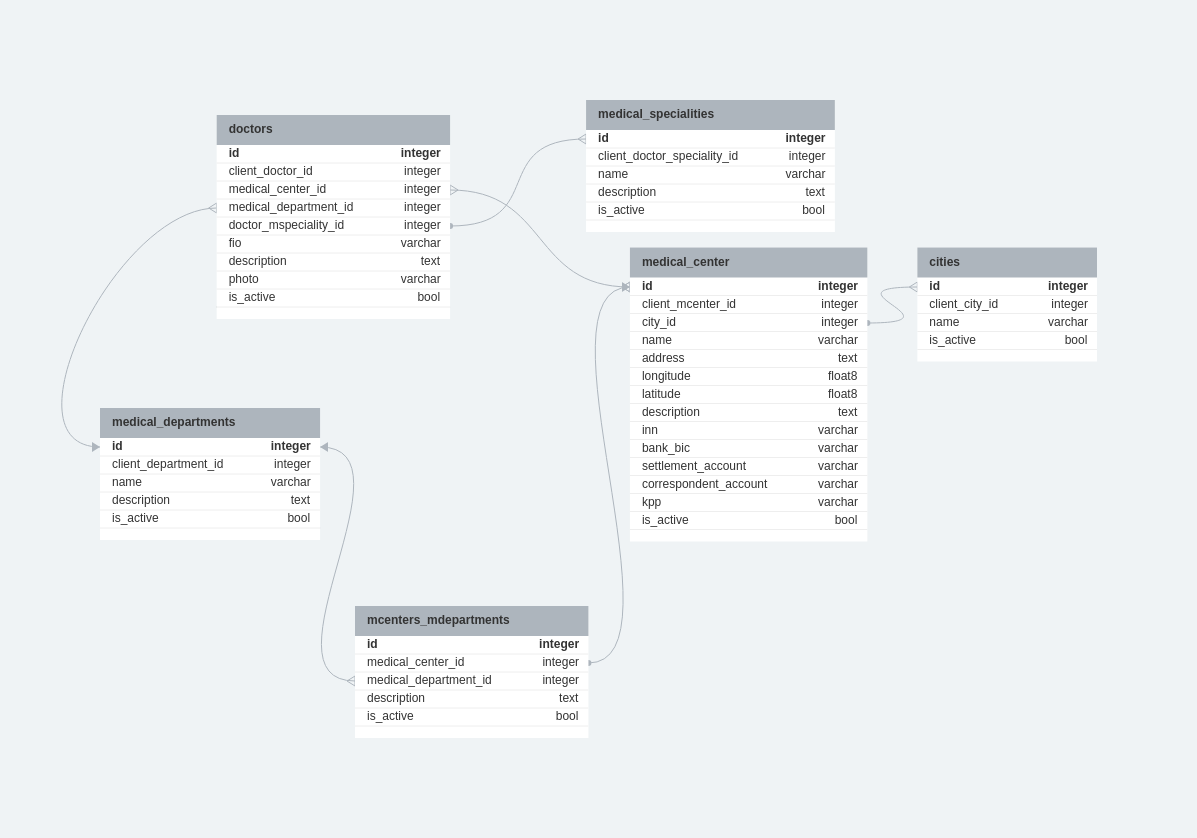 doctors
id integer
client_doctor_id integer
medical_center_id integer
medical_department_id integer
doctor_mspeciality_id integer
fio varchar
description text
photo varchar
is_active bool
medical_specialities
id integer
client_doctor_speciality_id integer
name varchar
description text
is_active bool
medical_center
id integer
client_mcenter_id integer
city_id integer
name varchar
address text
longitude float8
latitude float8
description text
inn varchar
bank_bic varchar
settlement_account varchar
correspondent_account varchar
kpp varchar
is_active bool
cities
id integer
client_city_id integer
name varchar
is_active bool
medical_departments
id integer
client_department_id integer
name varchar
description text
is_active bool
mcenters_mdepartments
id integer
medical_center_id integer
medical_department_id integer
description text
is_active bool